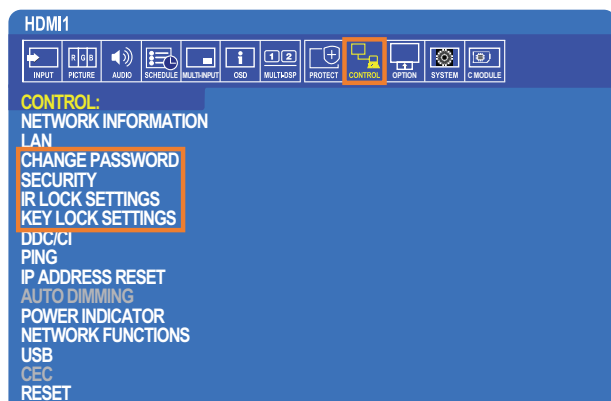 HDMI1
INPUT RGB PICTURE AUDIO SCHEDULE MULTI-INPUT i OSD 12 MULTI-DSP PROTECT CONTROL OPTION SYSTEM C MODULE
CONTROL:
NETWORK INFORMATION
LAN
CHANGE PASSWORD
SECURITY
IR LOCK SETTINGS
KEY LOCK SETTINGS
DDC/CI
PING
IP ADDRESS RESET
AUTO DIMMING
POWER INDICATOR
NETWORK FUNCTIONS
USB
CEC
RESET